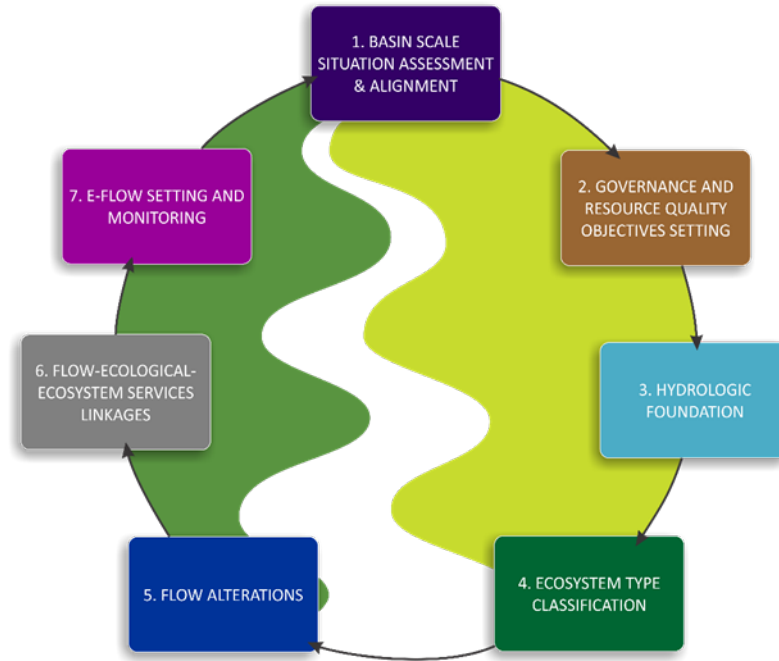 1. BASIN SCALE
SITUATION ASSESSMENT
& ALIGNMENT
2. GOVERNANCE AND
RESOURCE QUALITY
OBJECTIVES SETTING
3. HYDROLOGIC
FOUNDATION
4. ECOSYSTEM TYPE
CLASSIFICATION
5. FLOW ALTERATIONS
6. FLOW-ECOLOGICAL-
ECOSYSTEM SERVICES
LINKAGES
7. E-FLOW SETTING AND
MONITORING